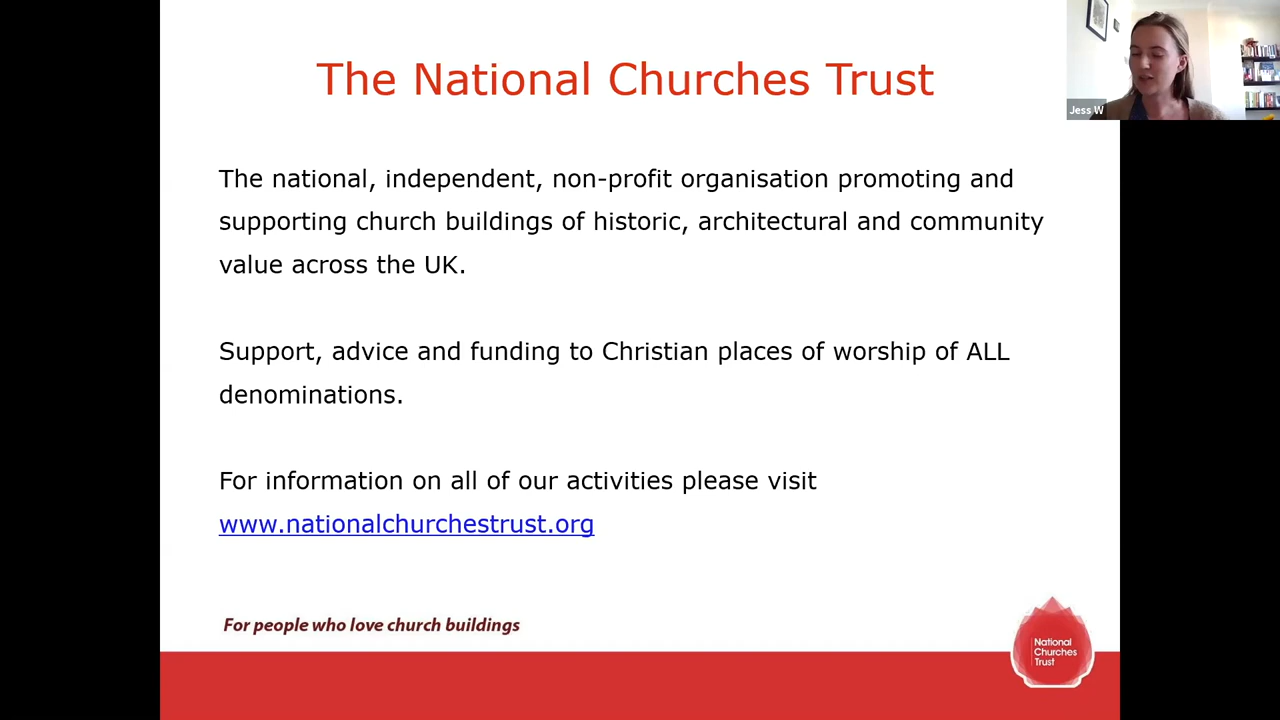 The National Churches Trust
Jess W
The national, independent, non-profit organisation promoting and
supporting church buildings of historic, architectural and community
value across the UK.
Support, advice and funding to Christian places of worship of ALL
denominations.
For information on all of our activities please visit
www.nationalchurchestrust.org
For people who love church buildings
National
Churches
Trust